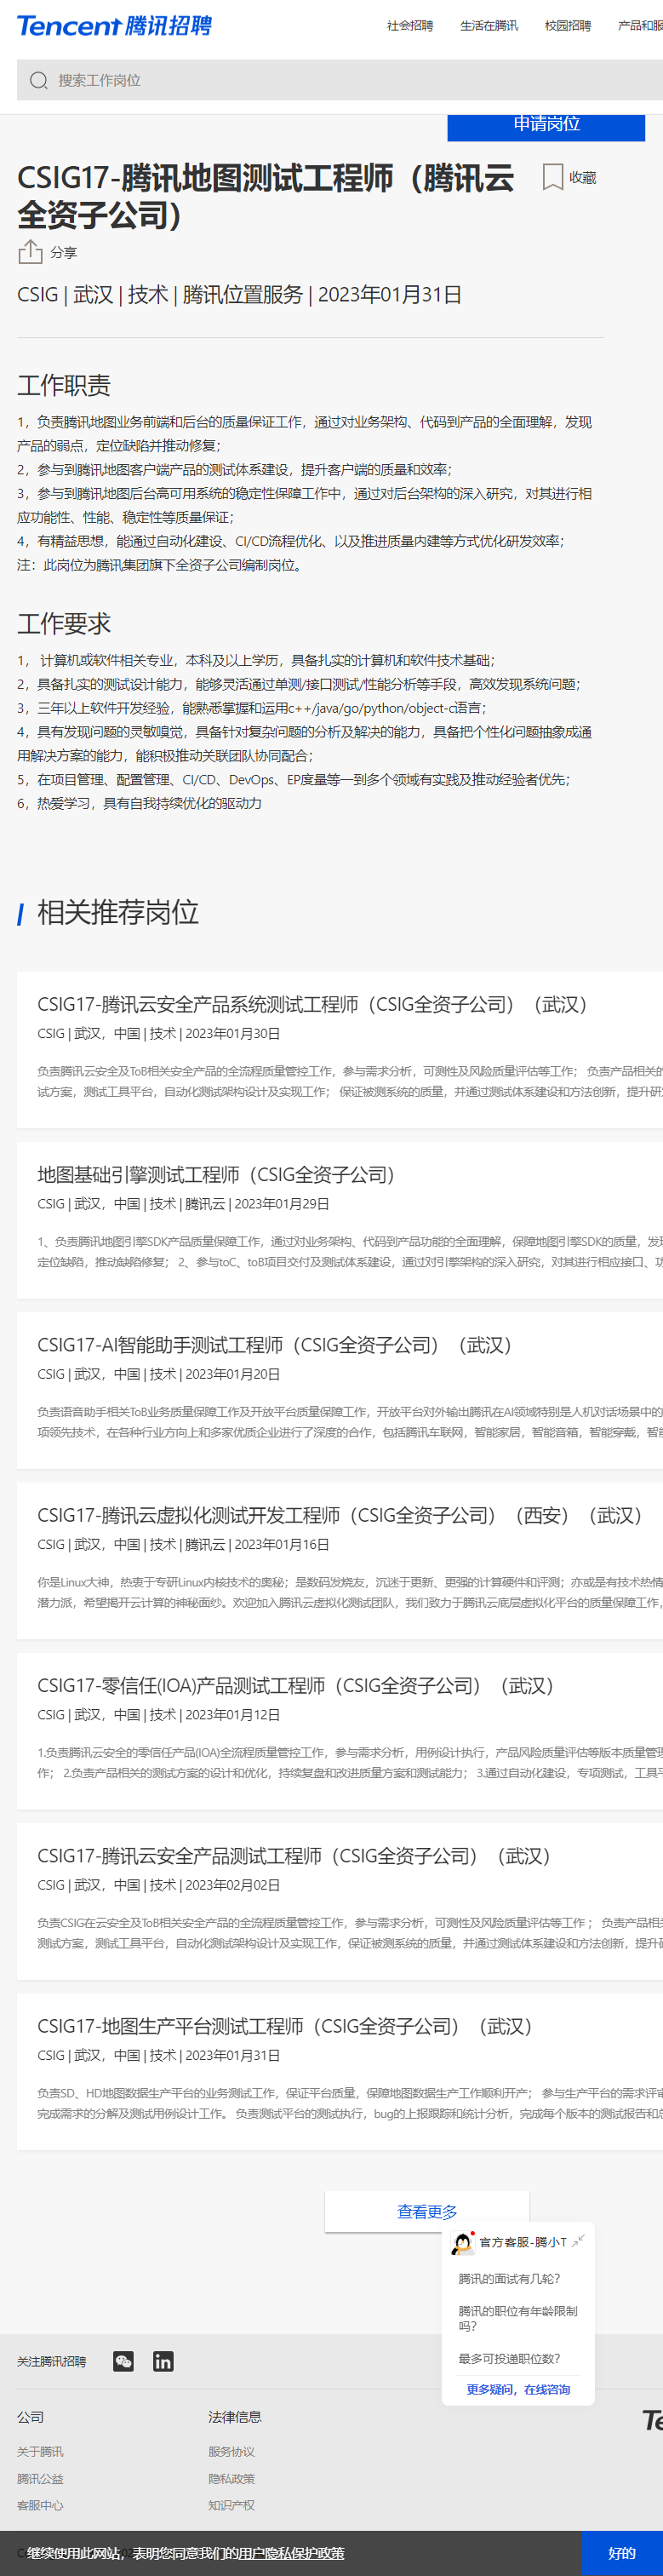 Tencent 腾讯招聘
社会招聘 生活在腾讯 校园招聘 产品和服
搜索工作岗位
申请岗位
CSIG17-腾讯地图测试工程师（腾讯云
全资子公司） 收藏
分享
CSIG | 武汉 | 技术 | 腾讯位置服务 | 2023年01月31日
工作职责
1，负责腾讯地图业务前端和后台的质量保证工作，通过对业务架构、代码到产品的全面理解，发现
产品的弱点，定位缺陷并推动修复；
2，参与到腾讯地图客户端产品的测试体系建设，提升客户端的质量和效率；
3，参与到腾讯地图后台高可用系统的稳定性保障工作中，通过对后台架构的深入研究，对其进行相
应功能性、性能、稳定性等质量保证；
4，有精益思想，能通过自动化建设、CI/CD流程优化、以及推进质量内建等方式优化研发效率；
注：此岗位为腾讯集团旗下全资子公司编制岗位。
工作要求
1， 计算机或软件相关专业，本科及以上学历，具备扎实的计算机和软件技术基础；
2，具备扎实的测试设计能力，能够灵活通过单测/接口测试/性能分析等手段，高效发现系统问题；
3，三年以上软件开发经验，能熟悉掌握和运用c++/java/go/python/object-c语言；
4，具有发现问题的灵敏嗅觉，具备针对复杂问题的分析及解决的能力，具备把个性化问题抽象成通
用解决方案的能力，能积极推动关联团队协同配合；
5，在项目管理、配置管理、CI/CD、DevOps、EP度量等一到多个领域有实践及推动经验者优先；
6，热爱学习，具有自我持续优化的驱动力
相关推荐岗位
CSIG17-腾讯云安全产品系统测试工程师（CSIG全资子公司）（武汉）
CSIG | 武汉，中国 | 技术 | 2023年01月30日
负责腾讯云安全及ToB相关安全产品的全流程质量管控工作，参与需求分析，可测性及风险质量评估等工作； 负责产品相关的
试方案，测试工具平台，自动化测试架构设计及实现工作； 保证被测系统的质量，并通过测试体系建设和方法创新，提升研
地图基础引擎测试工程师（CSIG全资子公司）
CSIG | 武汉，中国 | 技术 | 腾讯云 | 2023年01月29日
1、负责腾讯地图引擎SDK产品质量保障工作，通过对业务架构、代码到产品功能的全面理解，保障地图引擎SDK的质量，发
定位缺陷，推动缺陷修复； 2、参与toC、toB项目交付及测试体系建设，通过对引擎架构的深入研究，对其进行相应接口、功
CSIG17-AI智能助手测试工程师（CSIG全资子公司）（武汉）
CSIG | 武汉，中国 | 技术 | 2023年01月20日
负责语音助手相关ToB业务质量保障工作及开放平台质量保障工作，开放平台对外输出腾讯在AI领域特别是人机对话场景中的
项领先技术，在各种行业方向上和多家优质企业进行了深度的合作，包括腾讯车联网，智能家居，智能音箱，智能穿戴，智
CSIG17-腾讯云虚拟化测试开发工程师（CSIG全资子公司）（西安）（武汉）
CSIG | 武汉，中国 | 技术 | 腾讯云 | 2023年01月16日
你是Linux大神，热衷于专研Linux内核技术的奥秘；是数码发烧友，沉迷于更新、更强的计算硬件和评测；亦或是有技术热情
潜力派，希望揭开云计算的神秘面纱。欢迎加入腾讯云虚拟化测试团队，我们致力于腾讯云底层虚拟化平台的质量保障工作，
CSIG17-零信任(IOA)产品测试工程师（CSIG全资子公司）（武汉）
CSIG | 武汉，中国 | 技术 | 2023年01月12日
1.负责腾讯云安全的零信任产品(IOA)全流程质量管控工作，参与需求分析，用例设计执行，产品风险质量评估等版本质量管
作； 2.负责产品相关的测试方案的设计和优化，持续复盘和改进质量方案和测试能力； 3.通过自动化建设，专项测试，工具
CSIG17-腾讯云安全产品测试工程师（CSIG全资子公司）（武汉）
CSIG | 武汉，中国 | 技术 | 2023年02月02日
负责CSIG在云安全及ToB相关安全产品的全流程质量管控工作，参与需求分析，可测性及风险质量评估等工作； 负责产品相
测试方案，测试工具平台，自动化测试架构设计及实现工作，保证被测系统的质量，并通过测试体系建设和方法创新，提升
CSIG17-地图生产平台测试工程师（CSIG全资子公司）（武汉）
CSIG | 武汉，中国 | 技术 | 2023年01月31日
负责SD、HD地图数据生产平台的业务测试工作，保证平台质量，保障地图数据生产工作顺利开产； 参与生产平台的需求评
完成需求的分解及测试用例设计工作。 负责测试平台的测试执行，bug的上报跟踪和统计分析，完成每个版本的测试报告和
查看更多
官方客服-腾小T
腾讯的面试有几轮？
腾讯的职位有年龄限制
吗？
最多可投递职位数？
更多疑问，在线咨询
关注腾讯招聘
公司 法律信息 Te
关于腾讯 服务协议
腾讯公益 隐私政策
客服中心 知识产权
继续使用此网站，表明您同意我们的用户隐私保护政策 好的